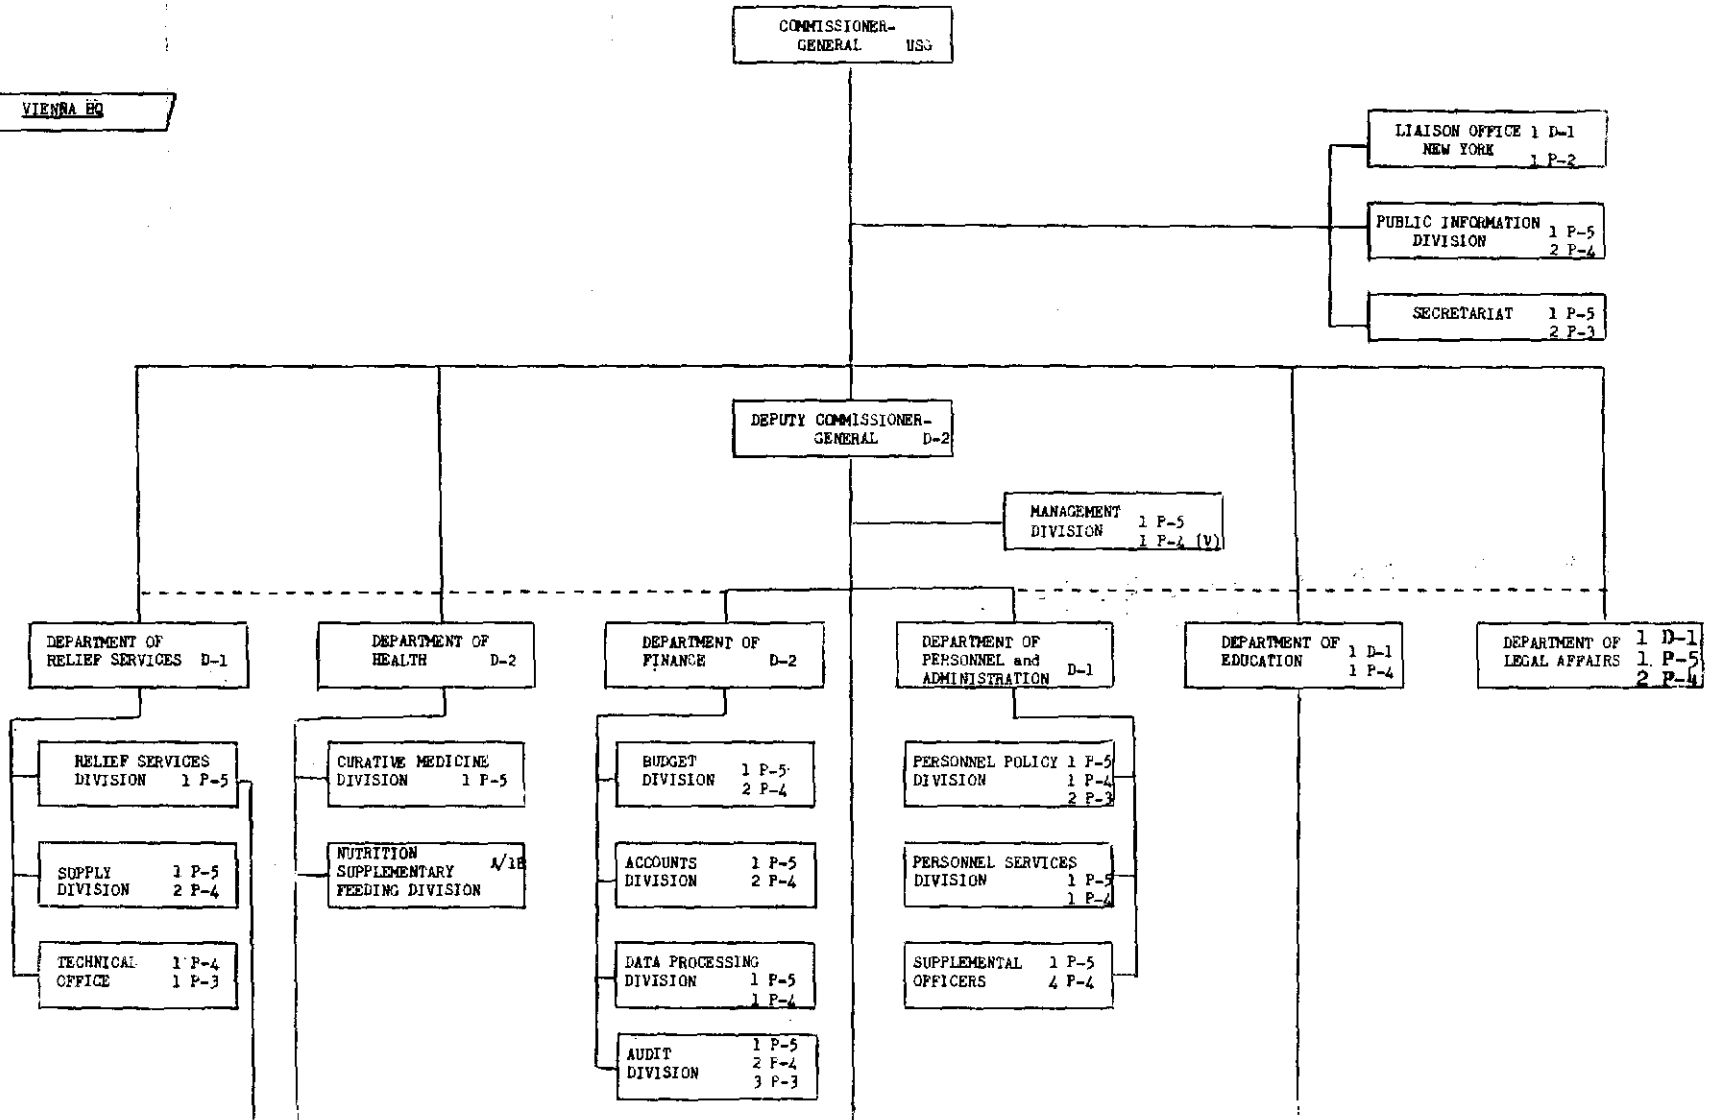 COMMISSIONER-
GENERAL USG
VIENNA HQ
LIAISON OFFICE 1 D-1
NEW YORK
1 P-2
PUBLIC INFORMATION
DIVISION
1 P-5
2 P-4
SECRETARIAT 1 P-5
2 P-3
DEPUTY COMMISSIONER-
GENERAL D-2
MANAGEMENT
DIVISION
1 P-5
1 P-4 (V)
DEPARTMENT OF
RELIEF SERVICES D-1
DEPARTMENT OF
HEALTH D-2
DEPARTMENT OF
FINANCE D-2
DEPARTMENT OF
PERSONNEL and
ADMINISTRATION D-1
DEPARTMENT OF
EDUCATION
1 D-1
1 P-4
DEPARTMENT OF
LEGAL AFFAIRS
1 D-1
1 P-5
2 P-4
RELIEF SERVICES
DIVISION 1 P-5
CURATIVE MEDICINE
DIVISION 1 P-5
BUDGET
DIVISION
1 P-5
2 P-4
PERSONNEL POLICY 1 P-5
DIVISION 1 P-4
2 P-3
SUPPLY 1 P-5
DIVISION 2 P-4
NUTRITION
SUPPLEMENTARY
FEEDING DIVISION
ACCOUNTS 1 P-5
DIVISION 2 P-4
PERSONNEL SERVICES
DIVISION 1 P-5
1 P-4
TECHNICAL 1 P-4
OFFICE 1 P-3
DATA PROCESSING
DIVISION 1 P-5
1 P-4
SUPPLEMENTAL 1 P-5
OFFICERS 4 P-4
AUDIT
DIVISION
1 P-5
2 P-4
3 P-3